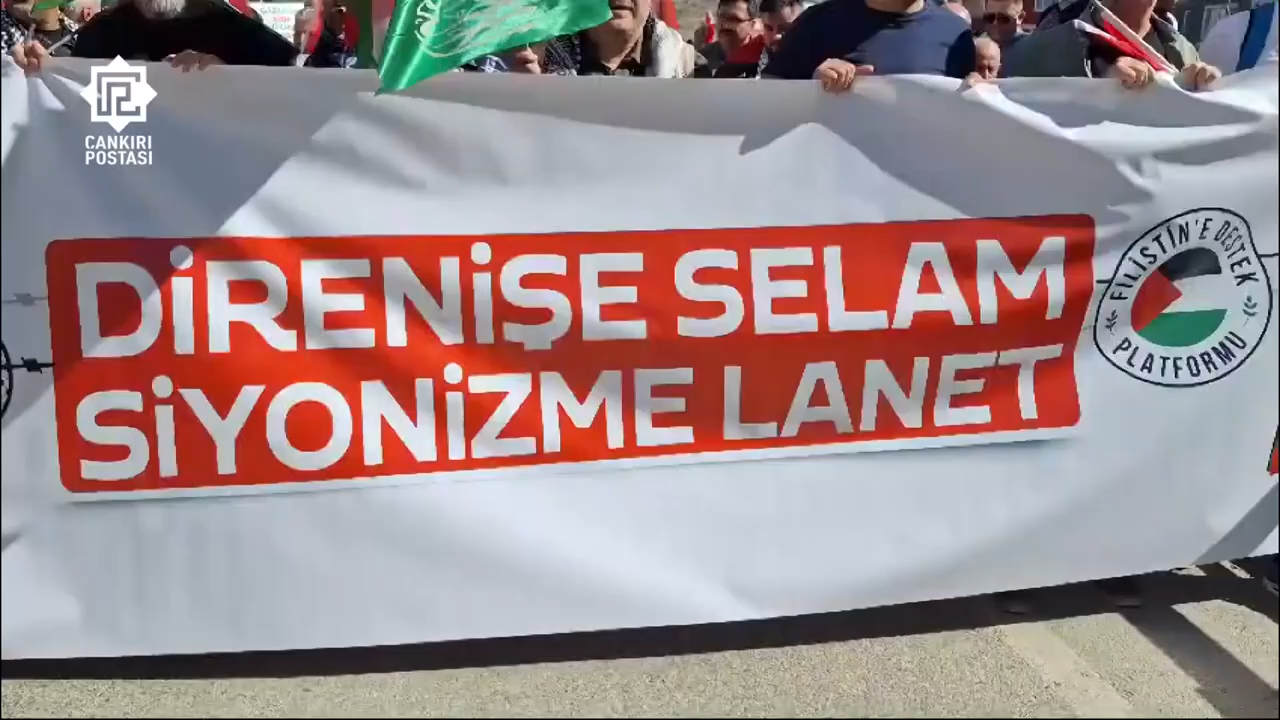 CANKIRI
POSTASI
DİRENİŞE SELAM
SİYONİZME LANET
FİLİSTİN'E DESTEK
PLATFORMU